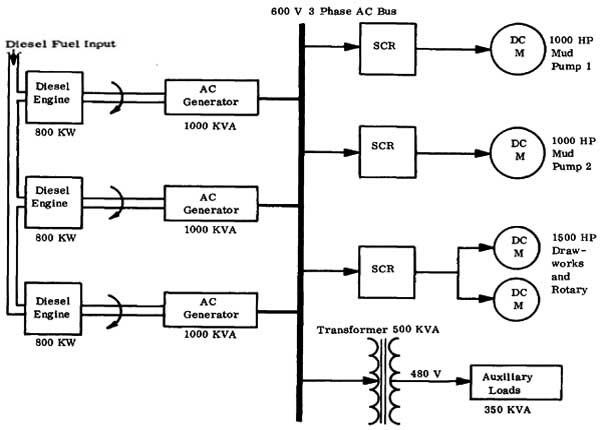 600 V 3 Phase AC Bus
Diesel Fuel Input
Diesel
Engine
800 KW
AC
Generator
1000 KVA
Diesel
Engine
800 KW
AC
Generator
1000 KVA
Diesel
Engine
800 KW
AC
Generator
1000 KVA
SCR
DC
M
1000 HP
Mud
Pump 1
SCR
DC
M
1000 HP
Mud
Pump 2
SCR
DC
M
DC
M
1500 HP
Draw-
works
and
Rotary
Transformer 500 KVA
480 V
Auxiliary
Loads
350 KVA